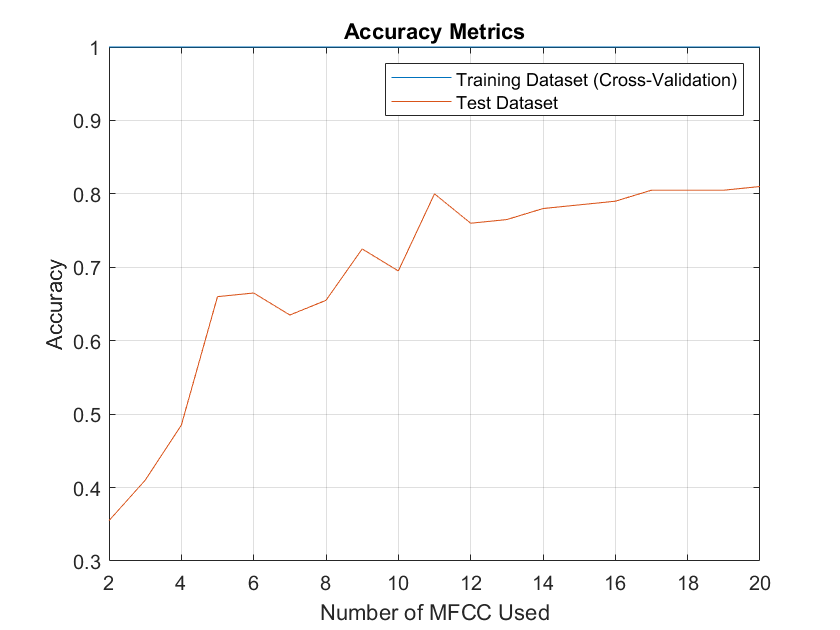 Accuracy Metrics
1
Training Dataset (Cross-Validation)
Test Dataset
0.9
0.8
0.7
0.6
0.5
0.4
0.3
Accuracy
2 4 6 8 10 12 14 16 18 20
Number of MFCC Used